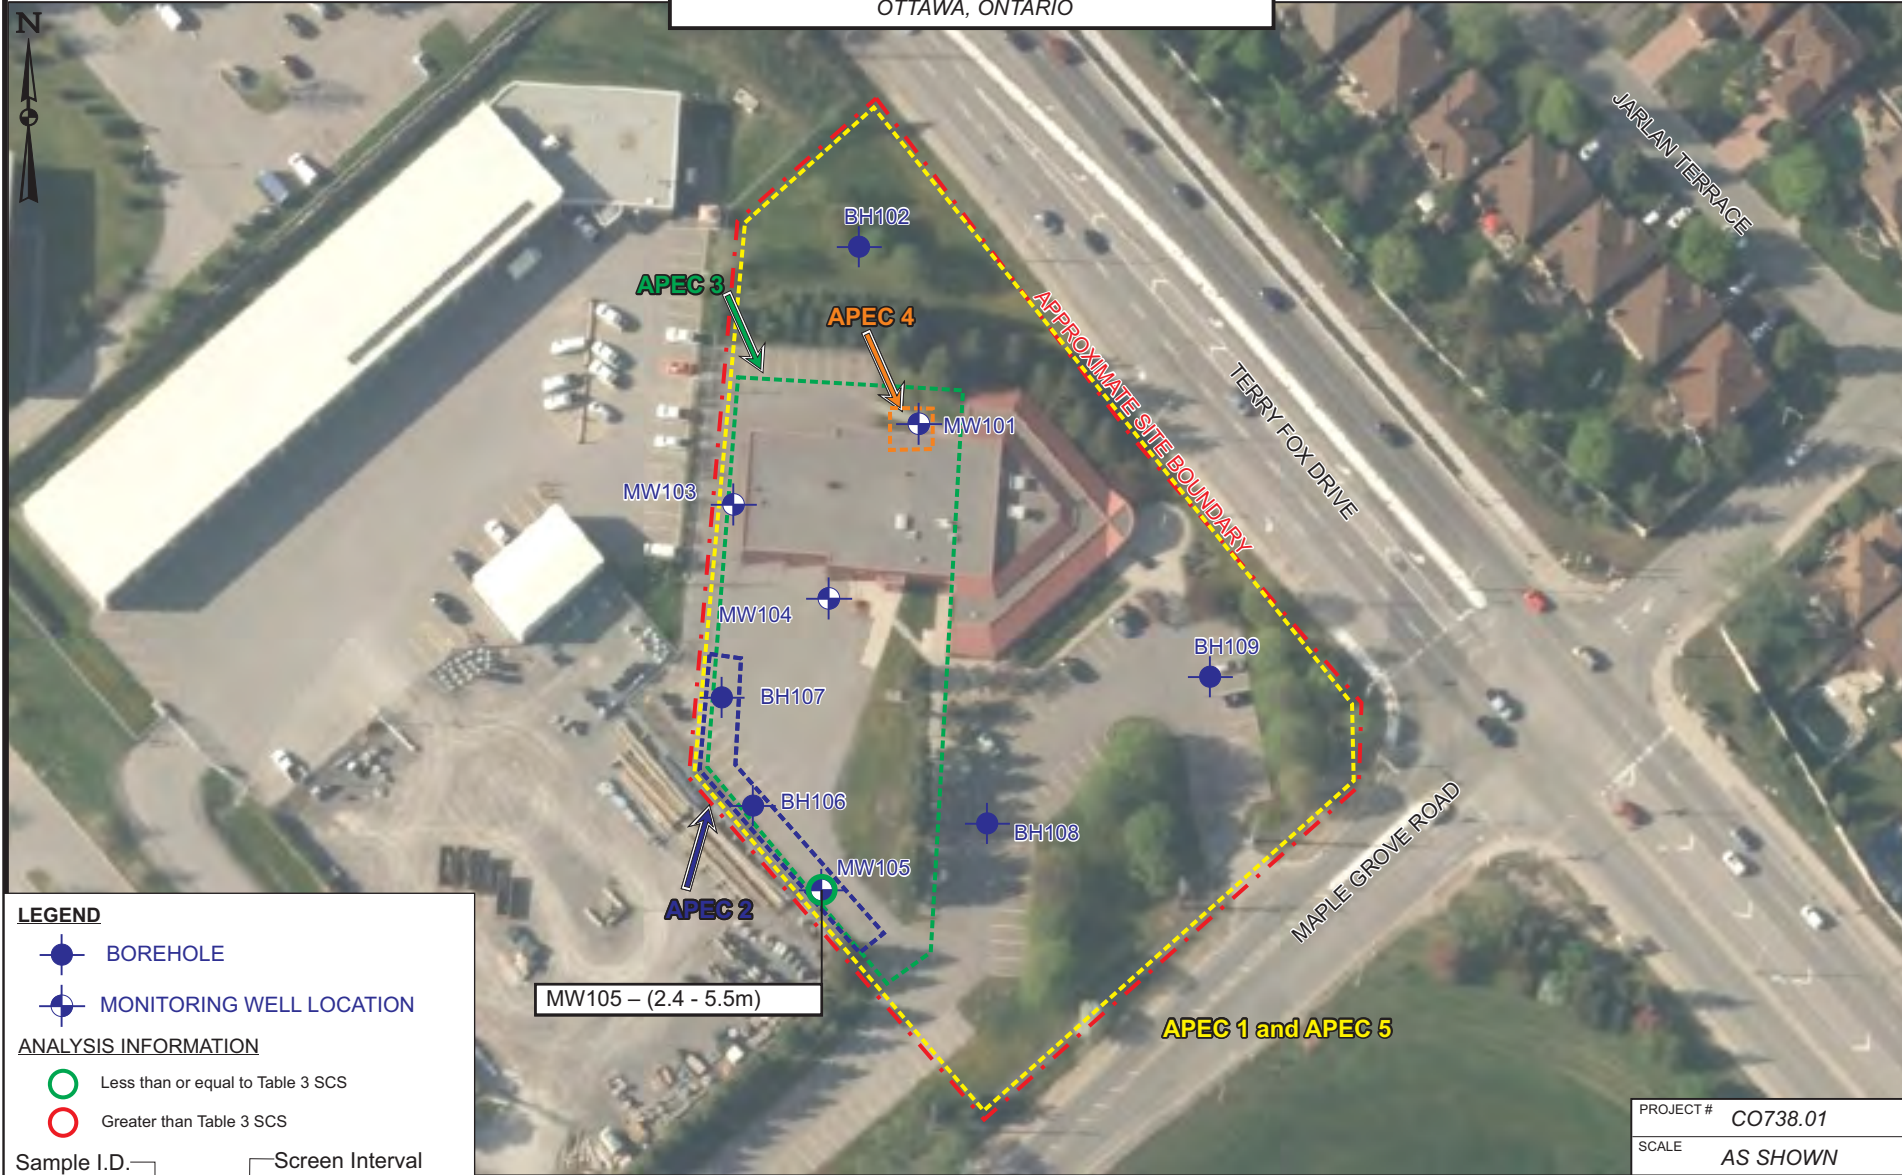 OTTAWA, ONTARIO
N
JARLAN TERRACE
BH102
APEC 3
APEC 4
APPROXIMATE SITE BOUNDARY
TERRY FOX DRIVE
MW101
MW103
MW104
BH109
BH107
BH106
BH108
MW105
APEC 2
MAPLE GROVE ROAD
MW105 – (2.4 - 5.5m)
APEC 1 and APEC 5
LEGEND
BOREHOLE
MONITORING WELL LOCATION
ANALYSIS INFORMATION
Less than or equal to Table 3 SCS
Greater than Table 3 SCS
Sample I.D. Screen Interval
PROJECT # CO738.01
SCALE AS SHOWN